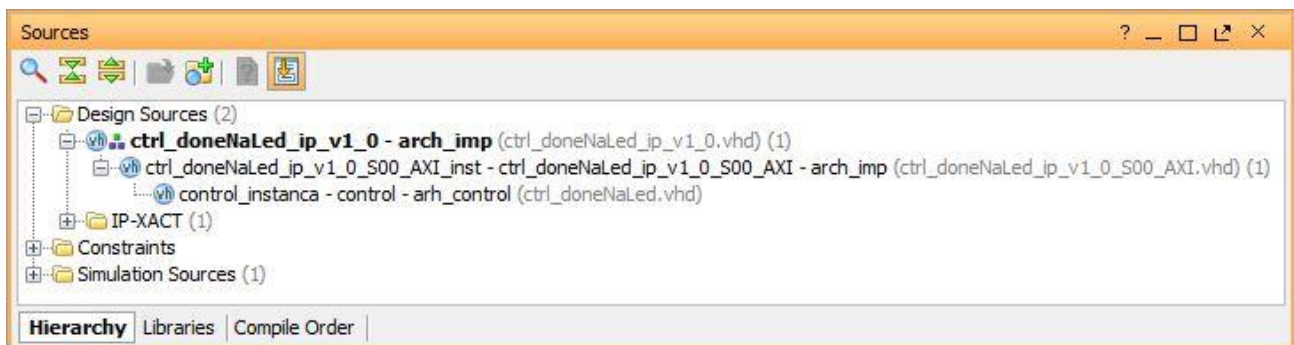 Sources
Design Sources (2)
ctrl_doneNaLed_ip_v1_0 - arch_imp (ctrl_doneNaLed_ip_v1_0.vhd) (1)
ctrl_doneNaLed_ip_v1_0_S00_AXI_inst - ctrl_doneNaLed_ip_v1_0_S00_AXI - arch_imp (ctrl_doneNaLed_ip_v1_0_S00_AXI.vhd) (1)
control_instanca - control - arh_control (ctrl_doneNaLed.vhd)
IP-XACT (1)
Constraints
Simulation Sources (1)
Hierarchy Libraries Compile Order